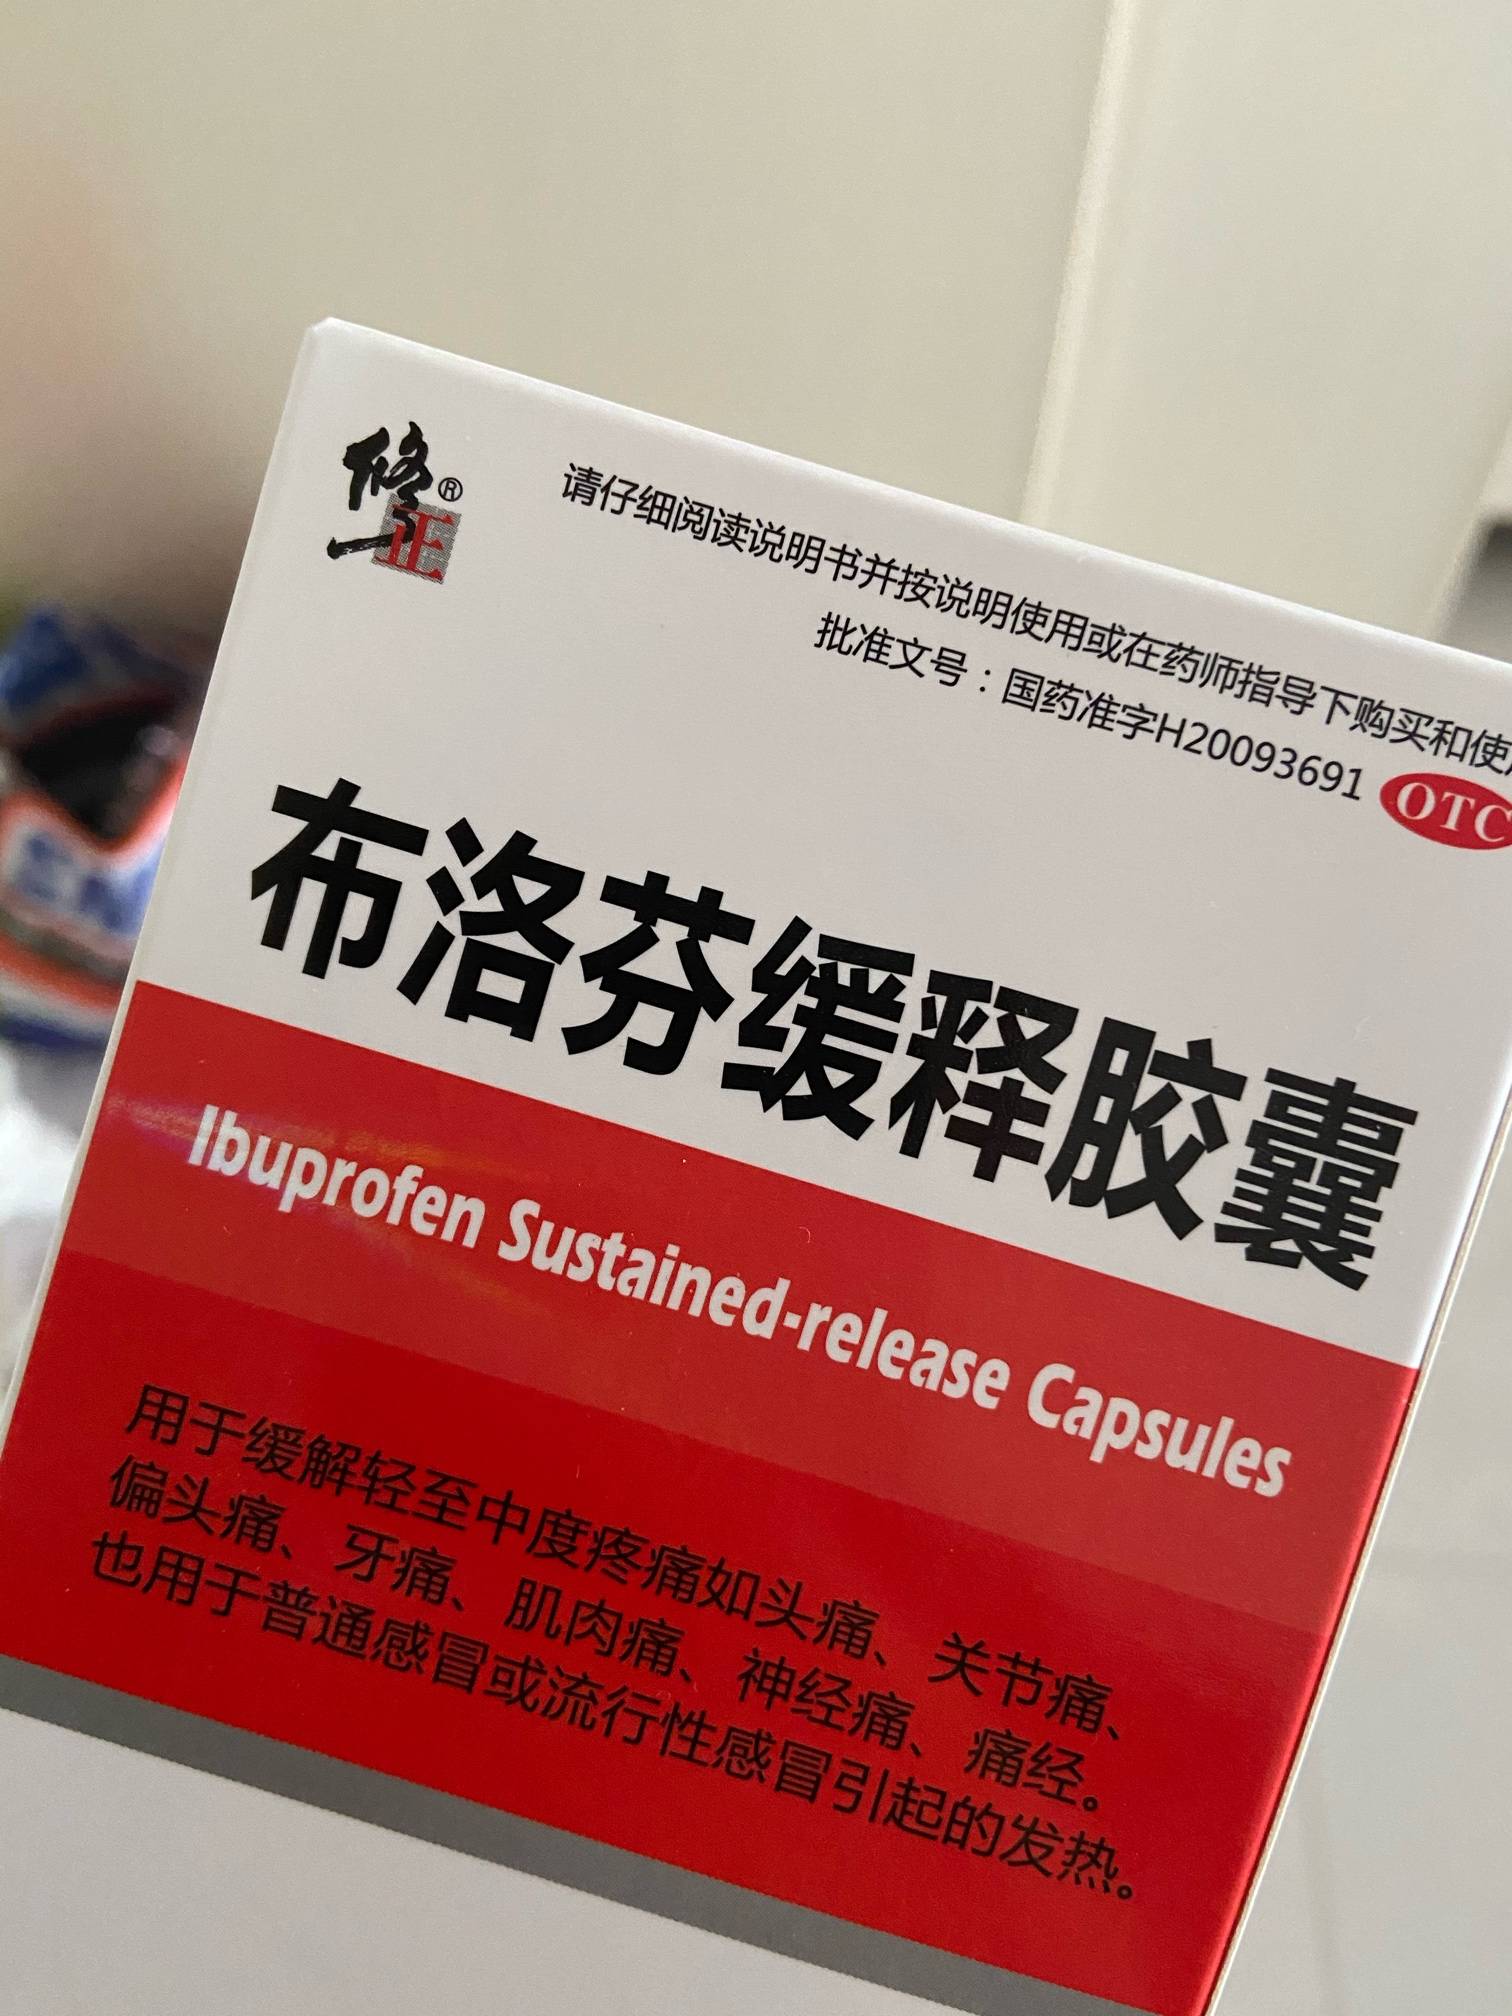 修正®
请仔细阅读说明书并按说明使用或在药师指导下购买和使
批准文号：国药准字H20093691
OTC
布洛芬缓释胶囊
Ibuprofen Sustained-release Capsules
用于缓解轻至中度疼痛如头痛、关节痛、
偏头痛、牙痛、肌肉痛、神经痛、痛经。
也用于普通感冒或流行性感冒引起的发热。